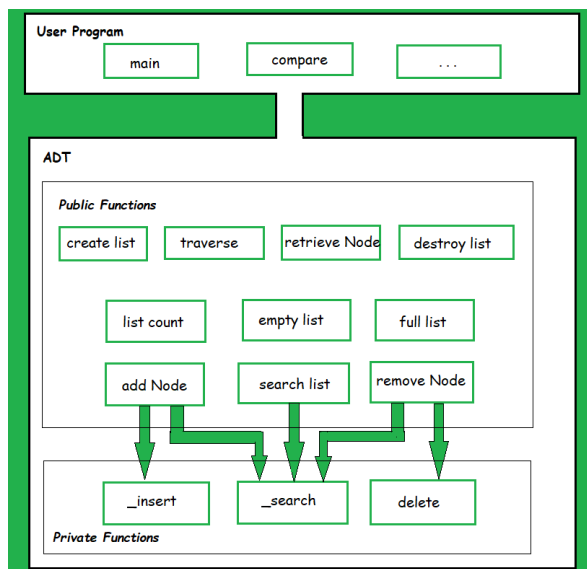 User Program
main
compare
. . .
ADT
Public Functions
create list
traverse
retrieve Node
destroy list
list count
empty list
full list
add Node
search list
remove Node
_insert
_search
delete
Private Functions